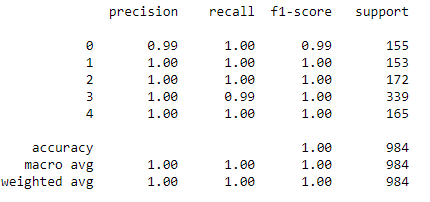 precision recall f1-score support
0 0.99 1.00 0.99 155
1 1.00 1.00 1.00 153
2 1.00 1.00 1.00 172
3 1.00 0.99 1.00 339
4 1.00 1.00 1.00 165
accuracy 1.00 984
macro avg 1.00 1.00 1.00 984
weighted avg 1.00 1.00 1.00 984